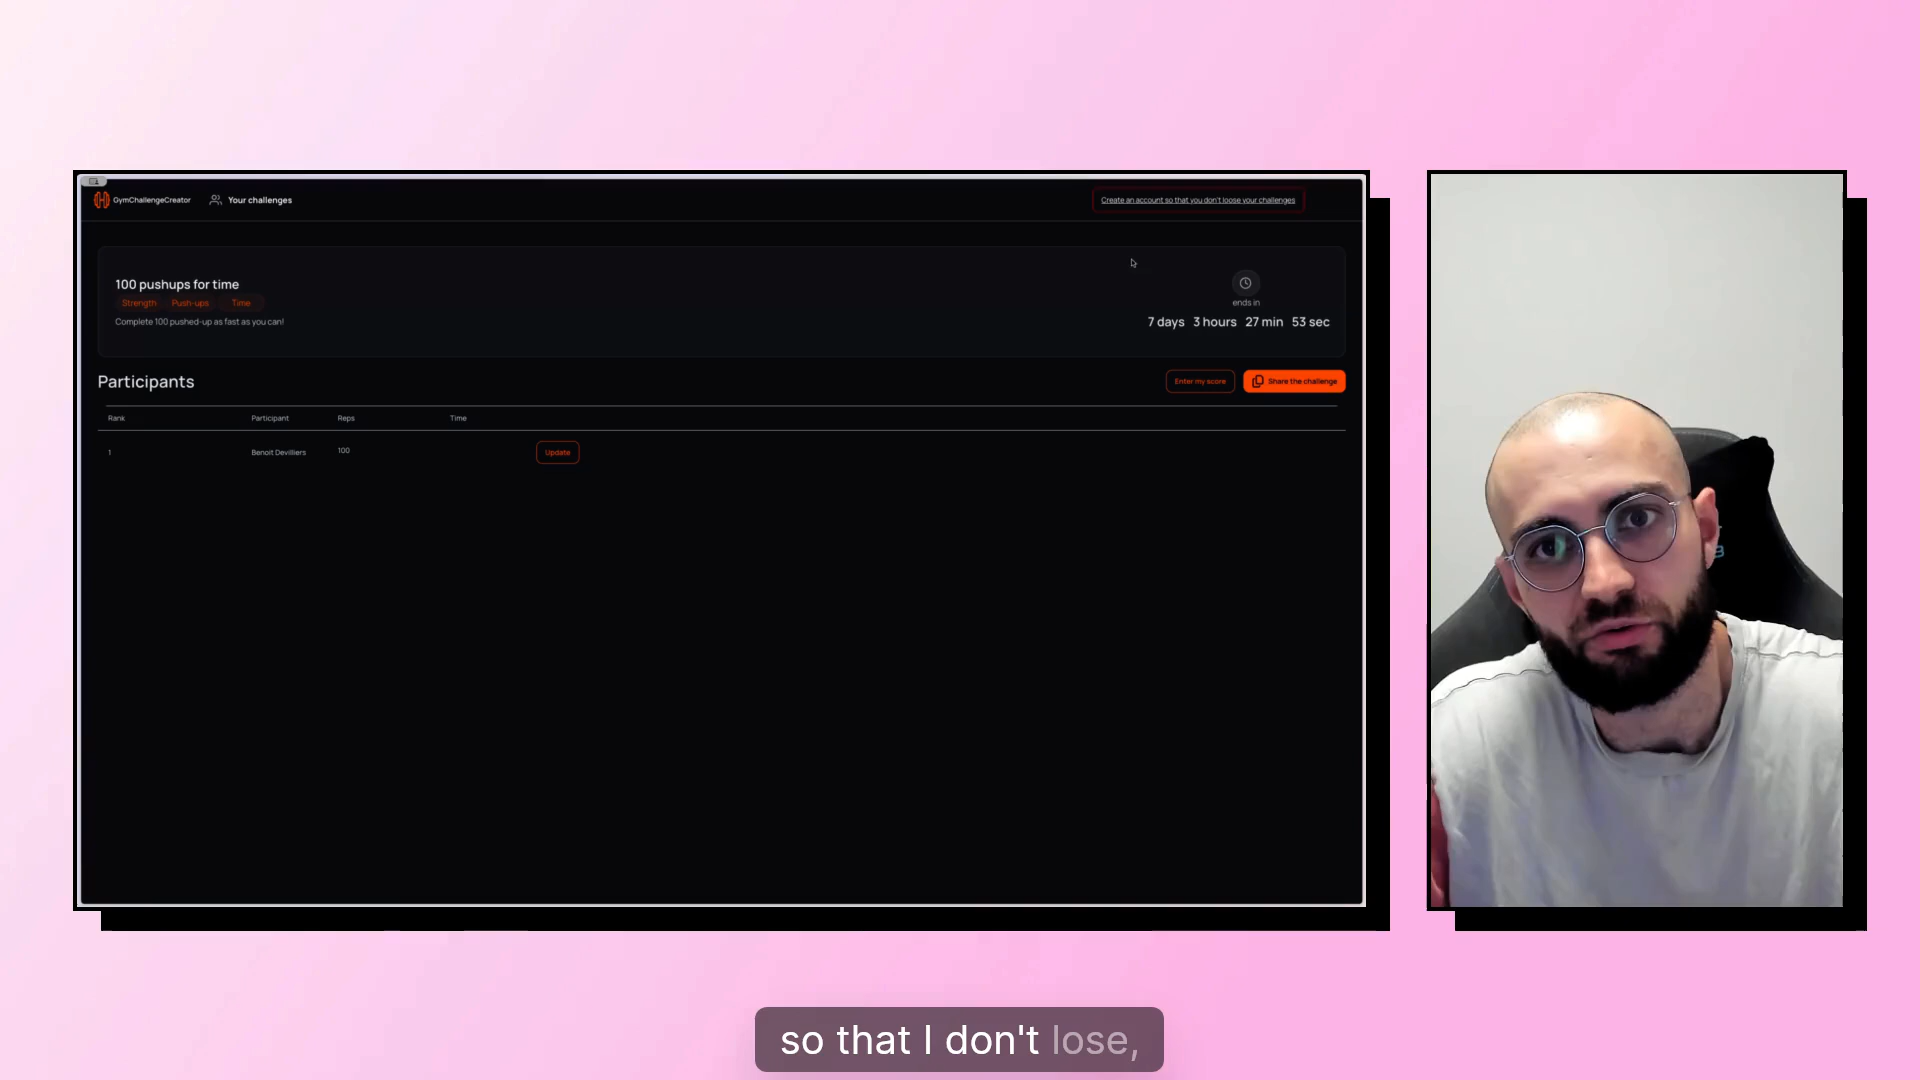 GymChallengeCreator
Your challenges
Create an account so that you don't loose your challenges
100 pushups for time
Strength Push-ups Time
Complete 100 pushed-up as fast as you can!
ends in
7 days 3 hours 27 min 53 sec
Participants
Enter my score
Share the challenge
Rank Participant Reps Time
1 Benoit Devilliers 100 Update
so that I don't lose,